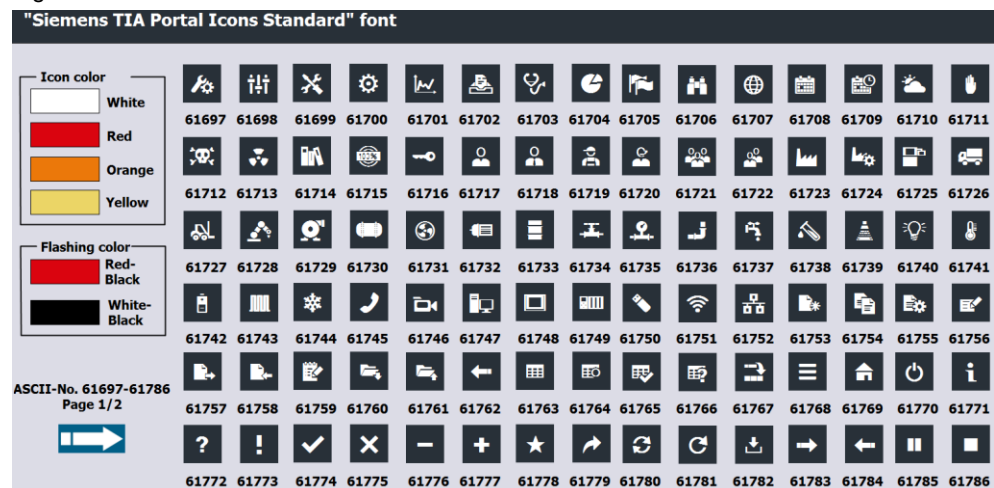 "Siemens TIA Portal Icons Standard" font
Icon color
White
Red
Orange
Yellow
Flashing color
Red-
Black
White-
Black
ASCII-No. 61697-61786
Page 1/2
61697 61698 61699 61700 61701 61702 61703 61704 61705 61706 61707 61708 61709 61710 61711
61712 61713 61714 61715 61716 61717 61718 61719 61720 61721 61722 61723 61724 61725 61726
61727 61728 61729 61730 61731 61732 61733 61734 61735 61736 61737 61738 61739 61740 61741
61742 61743 61744 61745 61746 61747 61748 61749 61750 61751 61752 61753 61754 61755 61756
61757 61758 61759 61760 61761 61762 61763 61764 61765 61766 61767 61768 61769 61770 61771
61772 61773 61774 61775 61776 61777 61778 61779 61780 61781 61782 61783 61784 61785 61786